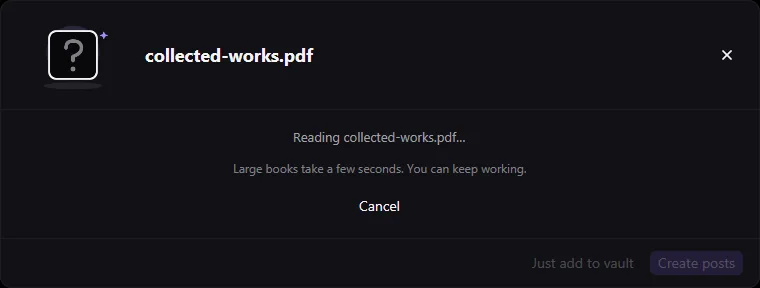 collected-works.pdf
Reading collected-works.pdf...
Large books take a few seconds. You can keep working.
Cancel
Just add to vault
Create posts